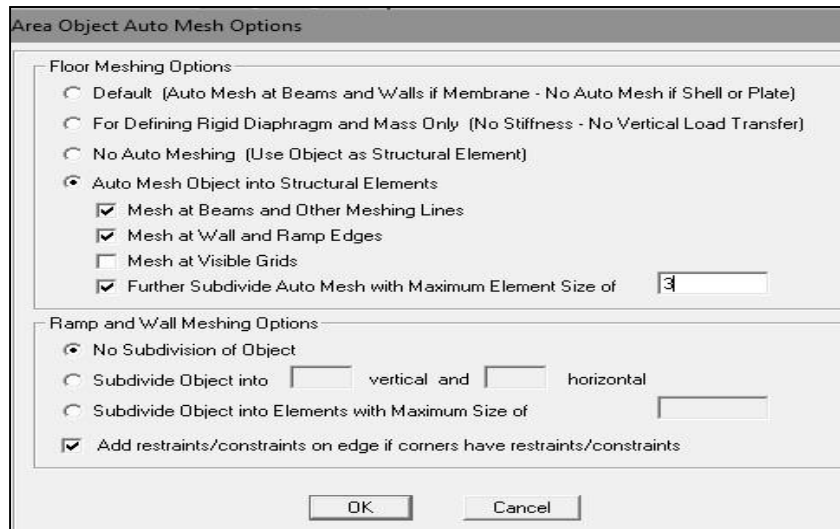 Area Object Auto Mesh Options
Floor Meshing Options
Default (Auto Mesh at Beams and Walls if Membrane - No Auto Mesh if Shell or Plate)
For Defining Rigid Diaphragm and Mass Only (No Stiffness - No Vertical Load Transfer)
No Auto Meshing (Use Object as Structural Element)
Auto Mesh Object into Structural Elements
Mesh at Beams and Other Meshing Lines
Mesh at Wall and Ramp Edges
Mesh at Visible Grids
Further Subdivide Auto Mesh with Maximum Element Size of 3
Ramp and Wall Meshing Options
No Subdivision of Object
Subdivide Object into vertical and horizontal
Subdivide Object into Elements with Maximum Size of
Add restraints/constraints on edge if corners have restraints/constraints
OK Cancel